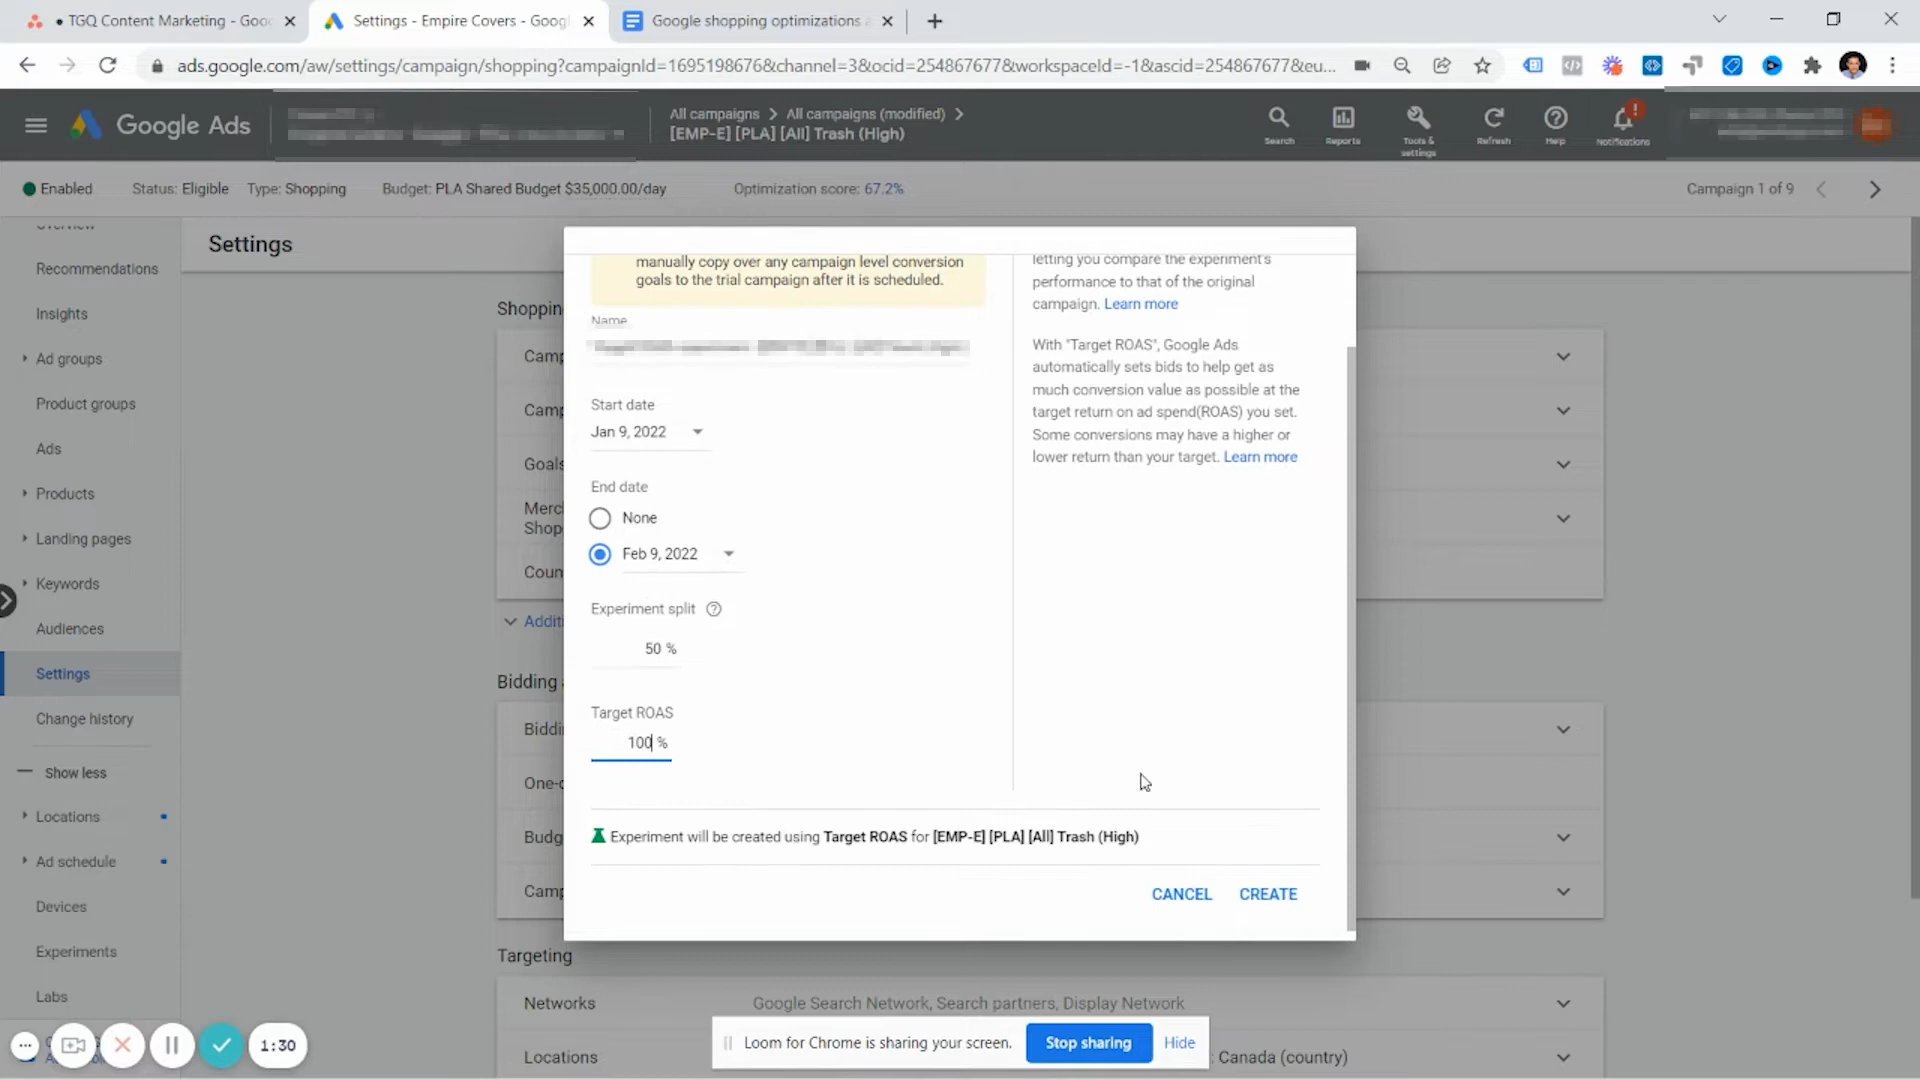 TGQ Content Marketing - Goo
Settings - Empire Covers - Googl
Google shopping optimizations a
ads.google.com/aw/settings/campaign/shopping?campaignId=1695198676&channel=3&ocid=254867677&workspaceId=-1&ascid=254867677&eu...
Google Ads
All campaigns > All campaigns (modified) >
[EMP-E] [PLA] [All] Trash (High)
Search
Reports
Tools &
settings
Refresh
Help
Notifications
Enabled
Status: Eligible
Type: Shopping
Budget: PLA Shared Budget $35,000.00/day
Optimization score: 67.2%
Campaign 1 of 9
Overview
Recommendations
Insights
Ad groups
Product groups
Ads
Products
Landing pages
Keywords
Audiences
Settings
Change history
Show less
Locations
Ad schedule
Devices
Experiments
Labs
Settings
Shoppin
Camp
Camp
Goals
Merc
Shop
Coun
Additi
Bidding
Biddi
One-c
Budg
Camp
Targeting
Networks
Google Search Network, Search partners, Display Network
Locations
: Canada (country)
manually copy over any campaign level conversion
goals to the trial campaign after it is scheduled.
Name
Start date
Jan 9, 2022
End date
None
Feb 9, 2022
Experiment split
50 %
Target ROAS
100 %
letting you compare the experiment's
performance to that of the original
campaign. Learn more
With "Target ROAS", Google Ads
automatically sets bids to help get as
much conversion value as possible at the
target return on ad spend(ROAS) you set.
Some conversions may have a higher or
lower return than your target. Learn more
Experiment will be created using Target ROAS for [EMP-E] [PLA] [All] Trash (High)
CANCEL
CREATE
Loom for Chrome is sharing your screen.
Stop sharing
Hide
1:30